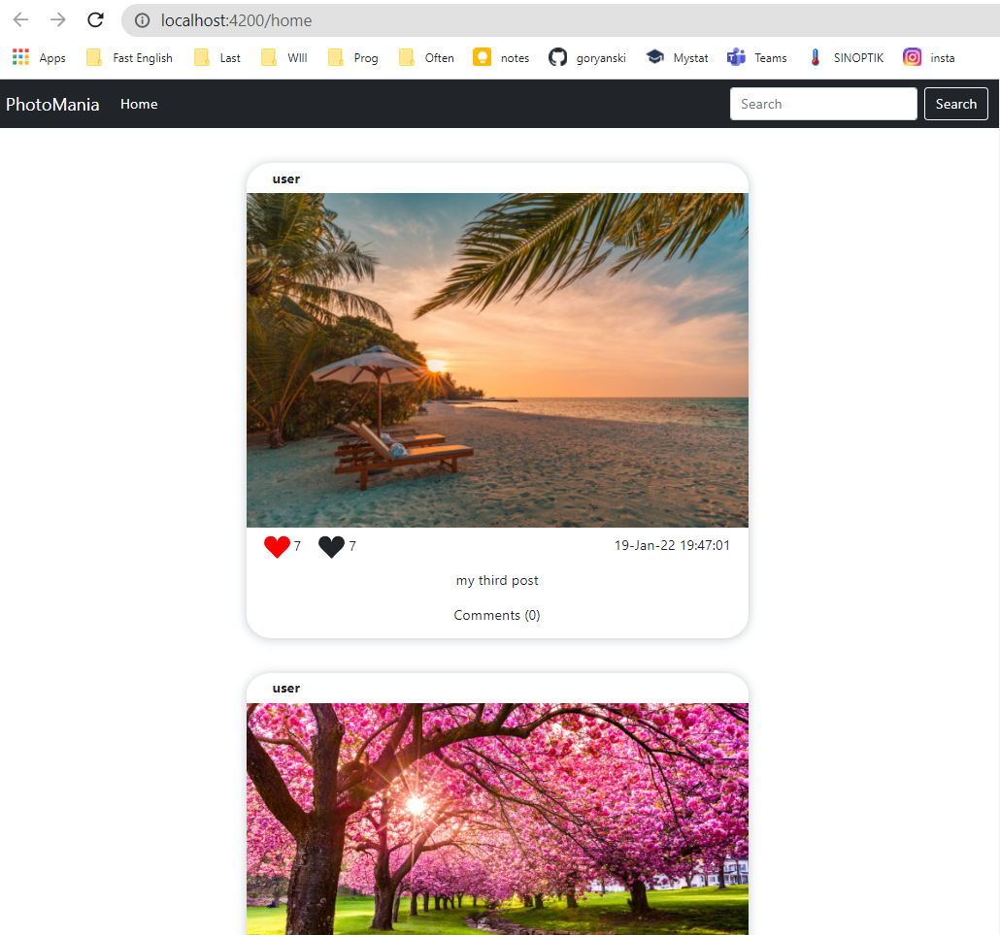 localhost:4200/home
Apps Fast English Last WIll Prog Often notes goryanski Mystat Teams SINOPTIK insta
PhotoMania Home Search Search
user
7 7 19-Jan-22 19:47:01
my third post
Comments (0)
user